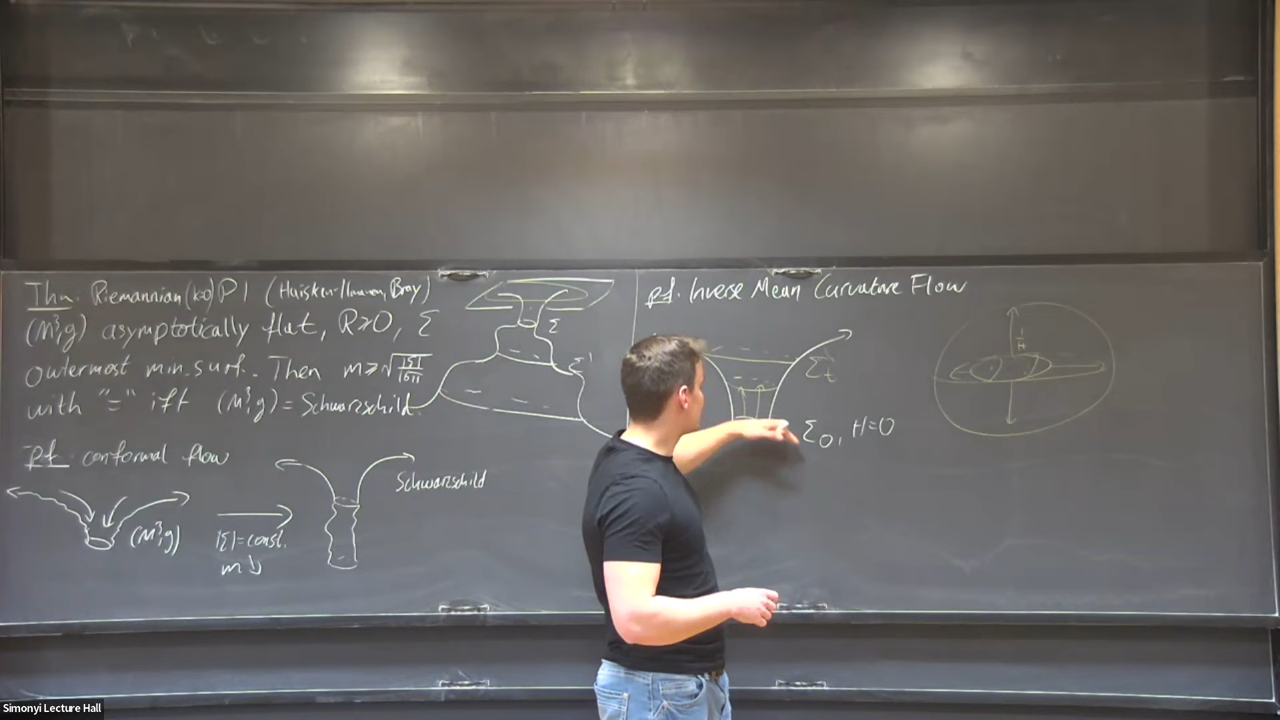 Thm. Riemannian (k=0) PI (Huisken-Ilmanen, Bray)
(M³,g) asymptotically flat, R≥0, Σ
outermost min. surf. Then m ≥ √|Σ|/16π
with "=" iff (M³,g) = Schwarzschild.
pf. conformal flow
(M³,g)
|Σ|=const.
m ↓
Schwarzschild
Σ
Σ'
pf. Inverse Mean Curvature Flow
Σt
Σ0, H=0
1/H
Simonyi Lecture Hall